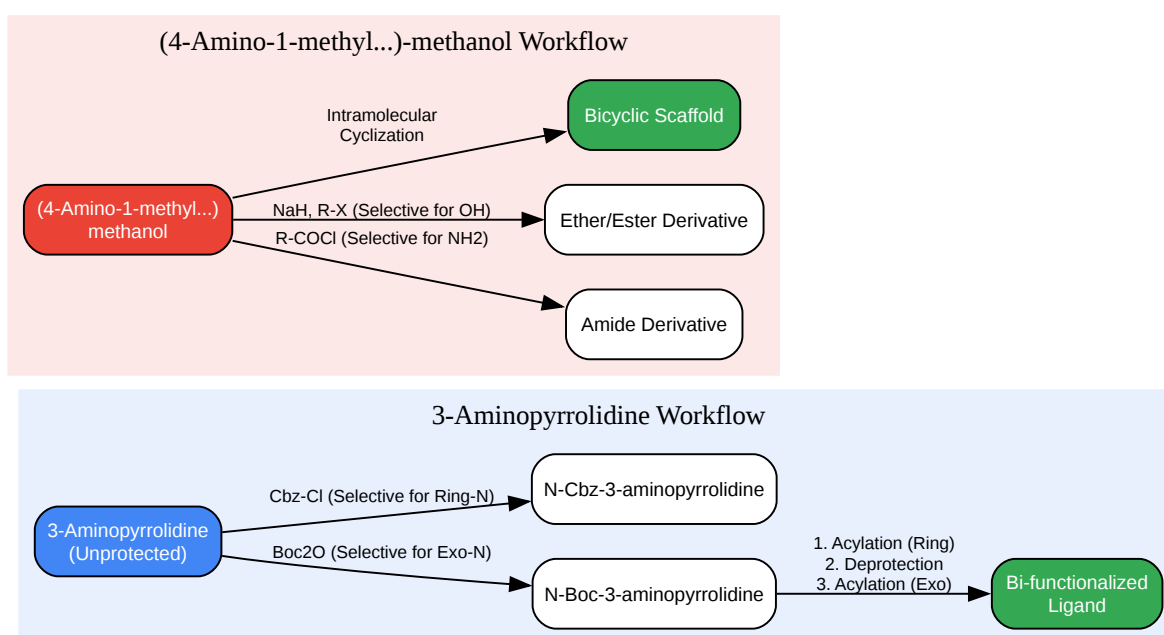 (4-Amino-1-methyl...)-methanol Workflow
Intramolecular
Cyclization
Bicyclic Scaffold
(4-Amino-1-methyl...)
methanol
NaH, R-X (Selective for OH)
Ether/Ester Derivative
R-COCl (Selective for NH2)
Amide Derivative
3-Aminopyrrolidine Workflow
Cbz-Cl (Selective for Ring-N)
N-Cbz-3-aminopyrrolidine
3-Aminopyrrolidine
(Unprotected)
Boc2O (Selective for Exo-N)
N-Boc-3-aminopyrrolidine
1. Acylation (Ring)
2. Deprotection
3. Acylation (Exo)
Bi-functionalized
Ligand